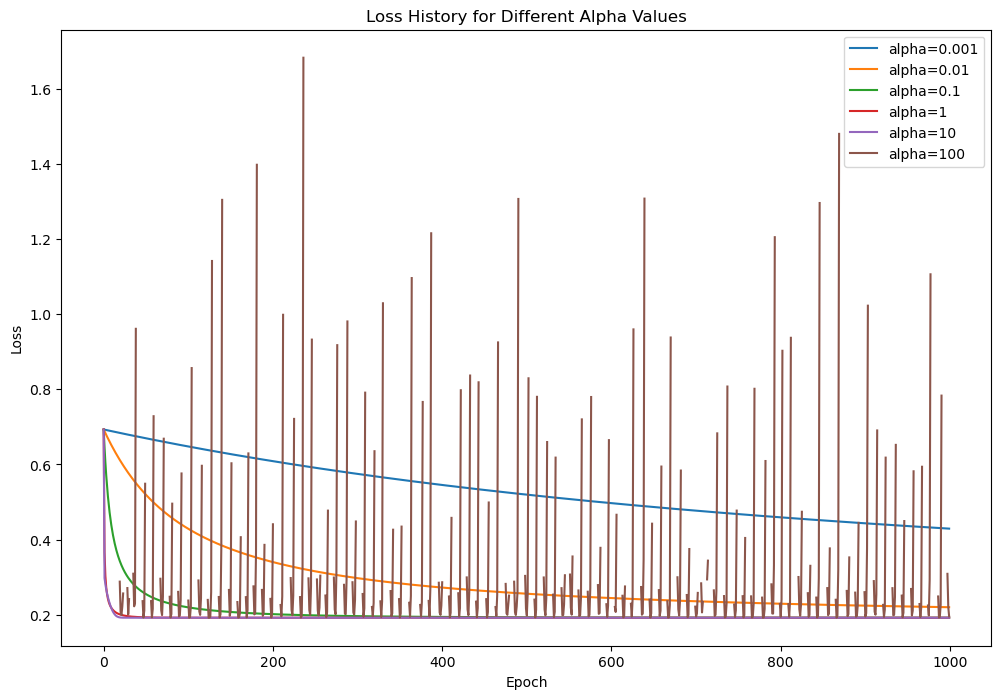 Loss History for Different Alpha Values
alpha=0.001
alpha=0.01
alpha=0.1
alpha=1
alpha=10
alpha=100
Loss
1.6
1.4
1.2
1.0
0.8
0.6
0.4
0.2
0
200
400
600
800
1000
Epoch